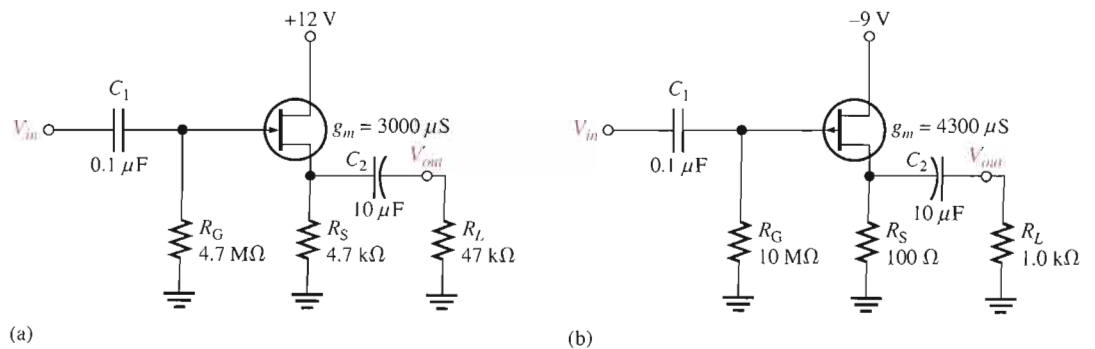 +12 V
C1
Vin
0.1 μF
gm = 3000 μS
C2
Vout
10 μF
RG
4.7 MΩ
RS
4.7 kΩ
RL
47 kΩ
(a)
–9 V
C1
Vin
0.1 μF
gm = 4300 μS
C2
Vout
10 μF
RG
10 MΩ
RS
100 Ω
RL
1.0 kΩ
(b)